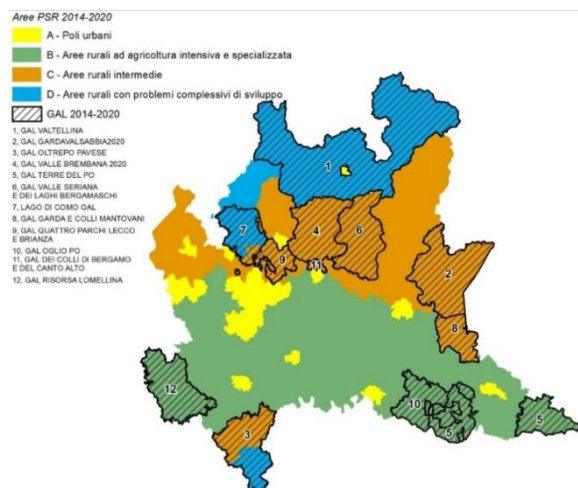 Aree PSR 2014-2020
A - Poli urbani
B - Aree rurali ad agricoltura intensiva e specializzata
C - Aree rurali intermedie
D - Aree rurali con problemi complessivi di sviluppo
GAL 2014-2020
1, GAL VALTELLINA
2, GAL GARDAVALSABBIA2020
3, GAL OLTREPO PAVESE
4, GAL VALLE BREMBANA 2020
5, GAL TERRE DEL PO
6, GAL VALLE SERIANA
E DEI LAGHI BERGAMASCHI
7, LAGO DI COMO GAL
8, GAL GARDA E COLLI MANTOVANI
9, GAL QUATTRO PARCHI LECCO
E BRIANZA
10, GAL OGLIO PO
11, GAL DEI COLLI DI BERGAMO
E DEL CANTO ALTO
12, GAL RISORSA LOMELLINA
1
7
4
6
9
11
2
8
12
10
5
5
3